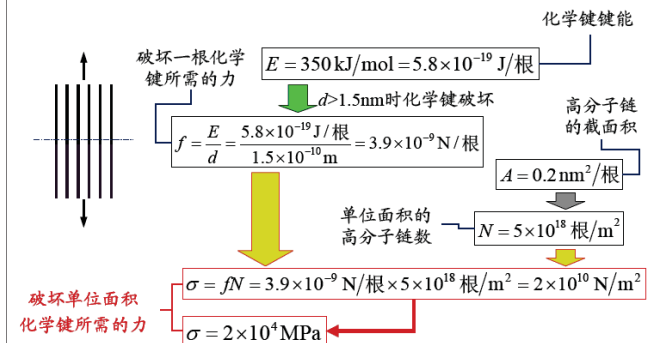 化学键键能
破坏一根化学
键所需的力
E = 350 kJ/mol = 5.8×10⁻¹⁹ J/根
d>1.5nm时化学键破坏
高分子链
的截面积
f = E/d = 5.8×10⁻¹⁹ J/根 / 1.5×10⁻¹⁰ m = 3.9×10⁻⁹ N/根
A = 0.2 nm²/根
单位面积的
高分子链数
N = 5×10¹⁸ 根/m²
σ = fN = 3.9×10⁻⁹ N/根 × 5×10¹⁸ 根/m² = 2×10¹⁰ N/m²
破坏单位面积
化学键所需的力
σ = 2×10⁴ MPa